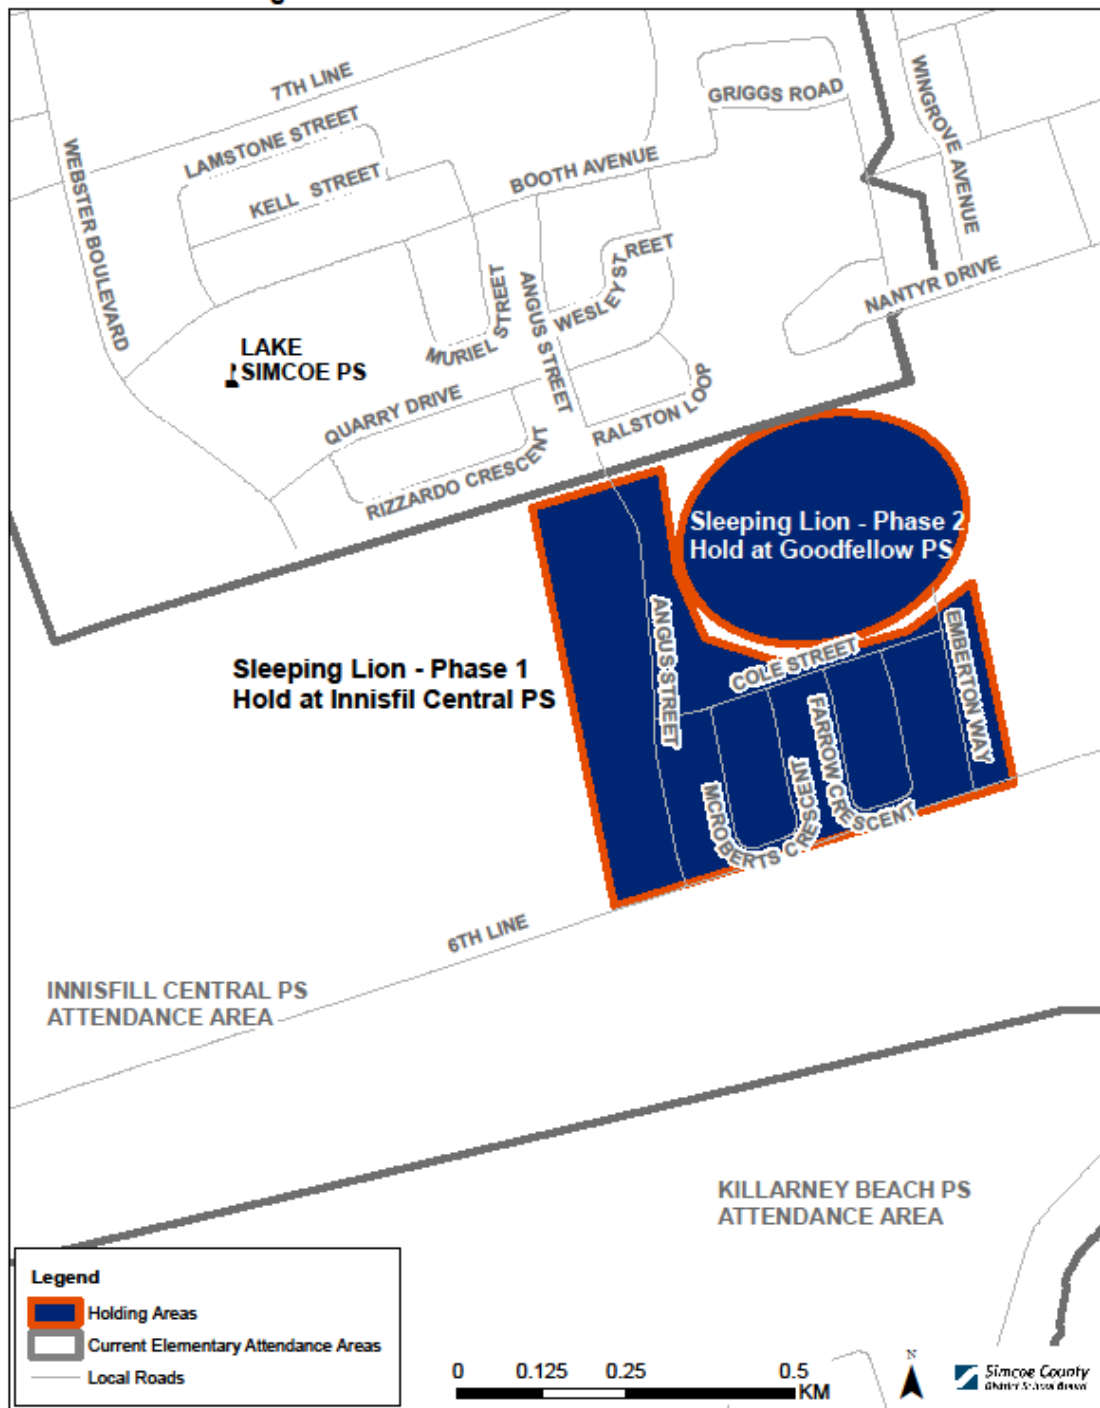 7TH LINE
LAMSTONE STREET
KELL STREET
WEBSTER BOULEVARD
GRIGGS ROAD
WINGROVE AVENUE
BOOTH AVENUE
WESLEY STREET
MURIEL STREET
ANGUS STREET
NANTYR DRIVE
LAKE
SIMCOE PS
QUARRY DRIVE
RALSTON LOOP
RIZZARDO CRESCENT
Sleeping Lion - Phase 2
Hold at Goodfellow PS
Sleeping Lion - Phase 1
Hold at Innisfil Central PS
ANGUS STREET
COLE STREET
EMBERTON WAY
FARROW CRESCENT
MCROBERTS CRESCENT
6TH LINE
INNISFILL CENTRAL PS
ATTENDANCE AREA
KILLARNEY BEACH PS
ATTENDANCE AREA
Legend
Holding Areas
Current Elementary Attendance Areas
Local Roads
0 0.125 0.25 0.5
KM
N
Simcoe County
District School Board